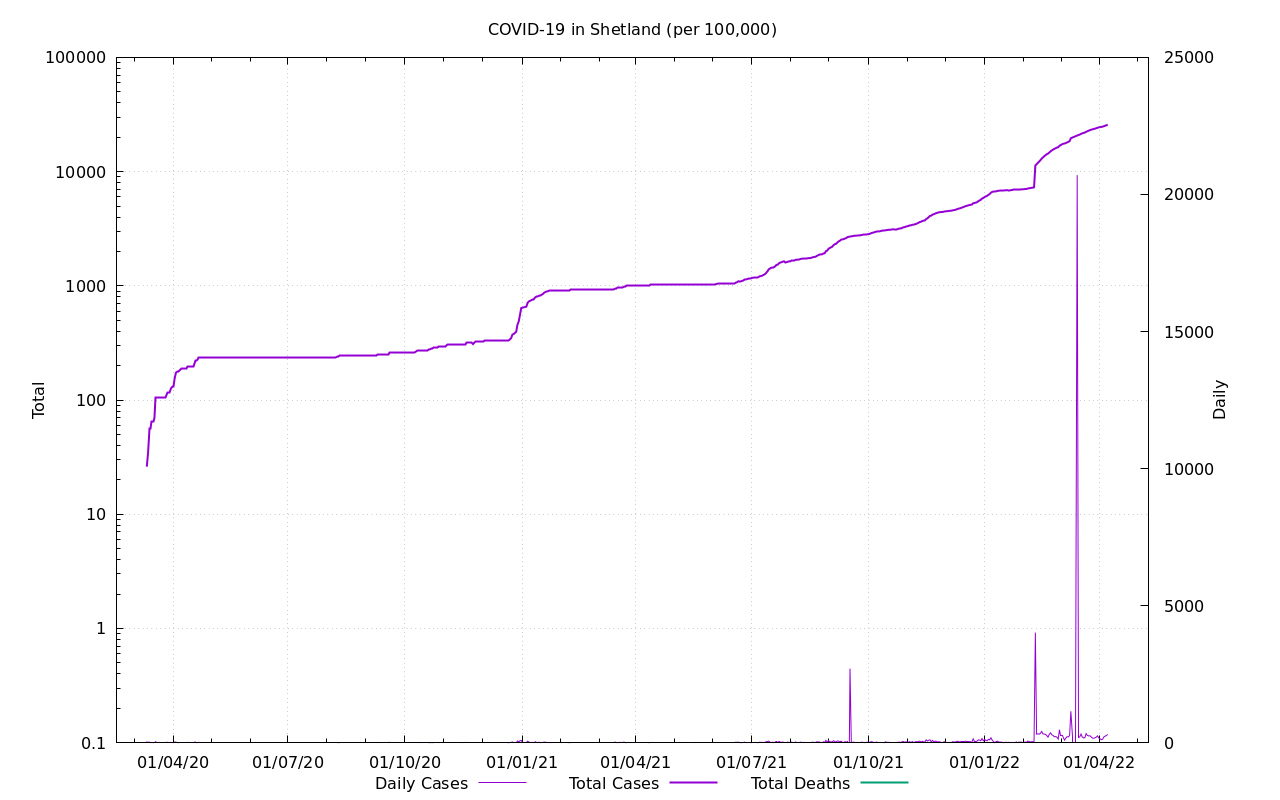 COVID-19 in Shetland (per 100,000)
100000
10000
1000
100
10
1
0.1
Total
25000
20000
15000
10000
5000
0
Daily
01/04/20 01/07/20 01/10/20 01/01/21 01/04/21 01/07/21 01/10/21 01/01/22 01/04/22
Daily Cases Total Cases Total Deaths